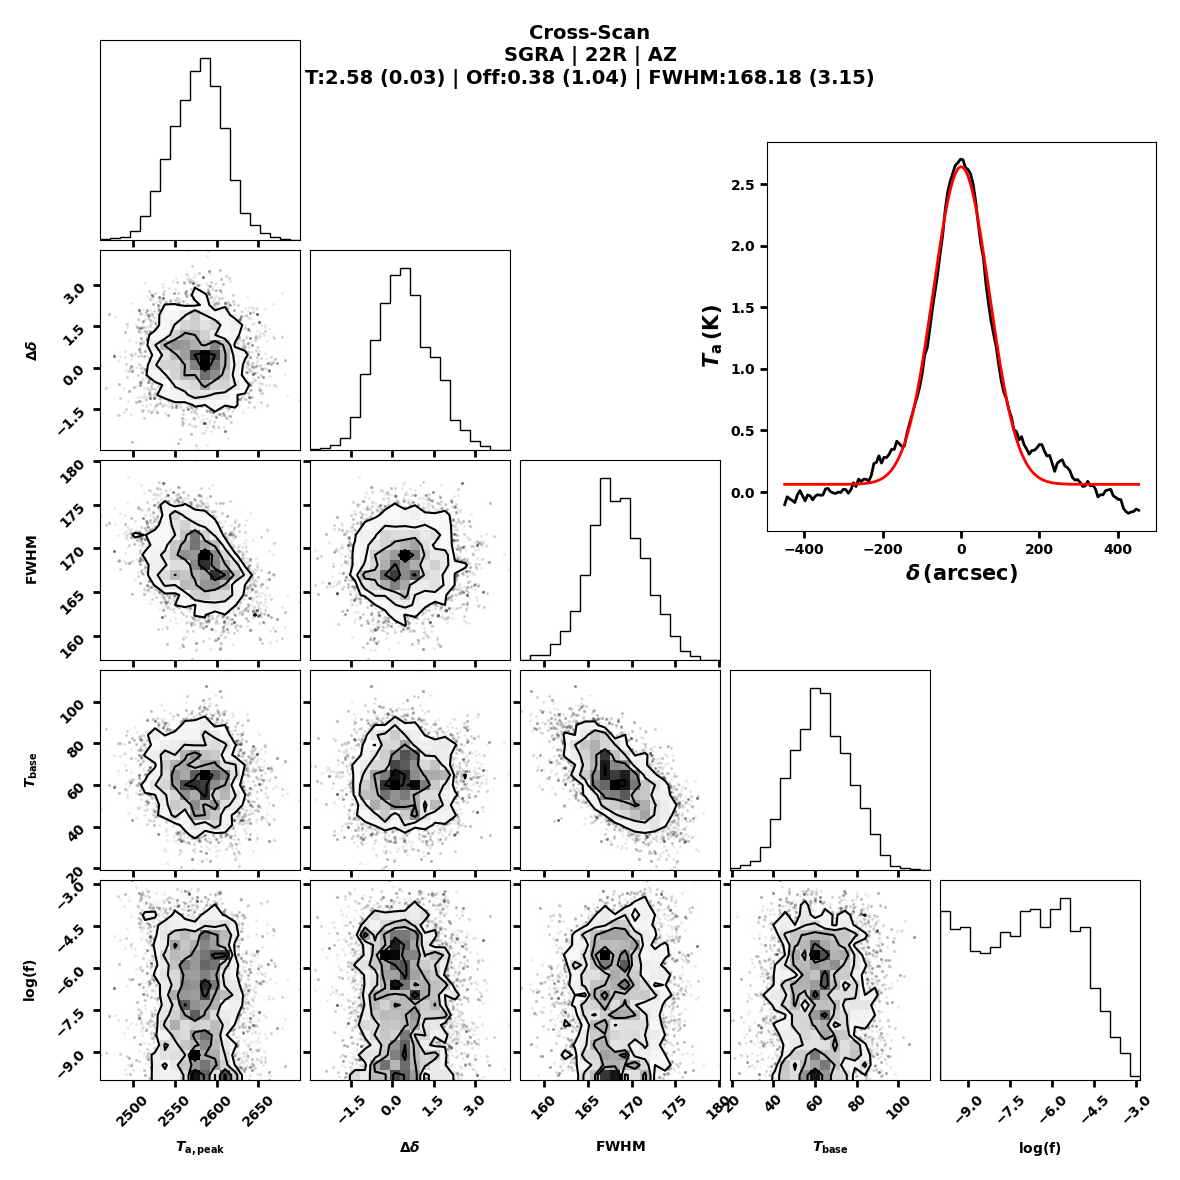 Cross-Scan
SGRA | 22R | AZ
T:2.58 (0.03) | Off:0.38 (1.04) | FWHM:168.18 (3.15)
2.5
2.0
1.5
1.0
0.5
0.0
Ta (K)
−400 −200 0 200 400
δ (arcsec)
3.0
1.5
0.0
−1.5
Δδ
180
175
170
165
160
FWHM
100
80
60
40
20
Tbase
−3.0
−4.5
−6.0
−7.5
−9.0
log(f)
2500 2550 2600 2650
−1.5 0.0 1.5 3.0
160 165 170 175 180
20 40 60 80 100
−9.0 −7.5 −6.0 −4.5 −3.0
Ta,peak Δδ FWHM Tbase log(f)